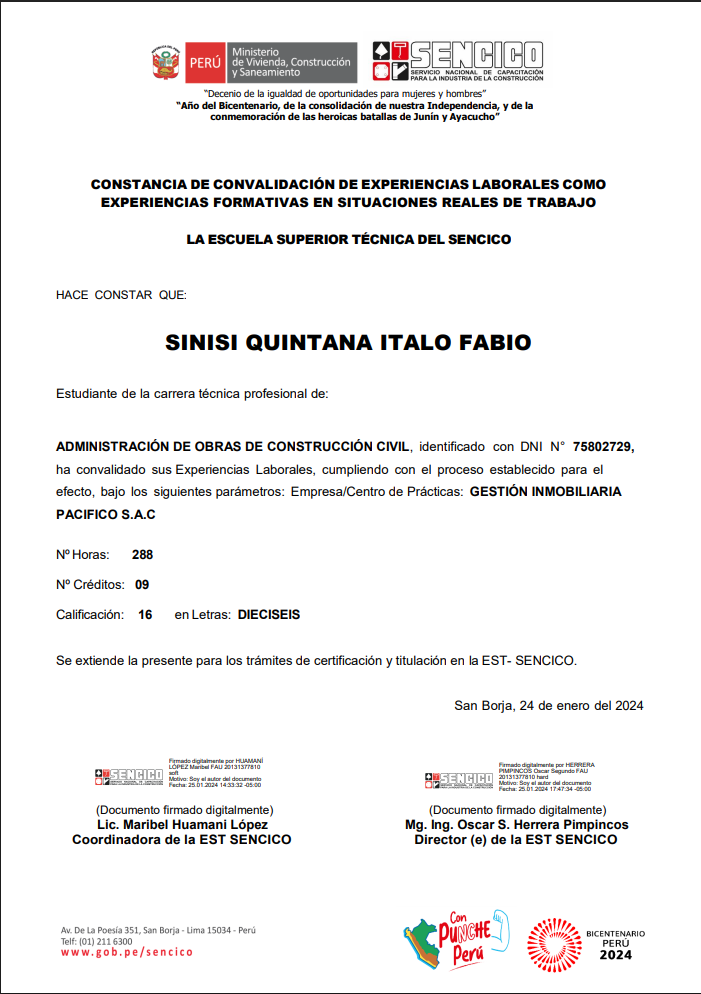 PERÚ
Ministerio
de Vivienda, Construcción
y Saneamiento
SENCICO
SERVICIO NACIONAL DE CAPACITACIÓN
PARA LA INDUSTRIA DE LA CONSTRUCCIÓN
“Decenio de la igualdad de oportunidades para mujeres y hombres”
“Año del Bicentenario, de la consolidación de nuestra Independencia, y de la
conmemoración de las heroicas batallas de Junín y Ayacucho”
CONSTANCIA DE CONVALIDACIÓN DE EXPERIENCIAS LABORALES COMO
EXPERIENCIAS FORMATIVAS EN SITUACIONES REALES DE TRABAJO
LA ESCUELA SUPERIOR TÉCNICA DEL SENCICO
HACE CONSTAR QUE:
SINISI QUINTANA ITALO FABIO
Estudiante de la carrera técnica profesional de:
ADMINISTRACIÓN DE OBRAS DE CONSTRUCCIÓN CIVIL, identificado con DNI N° 75802729,
ha convalidado sus Experiencias Laborales, cumpliendo con el proceso establecido para el
efecto, bajo los siguientes parámetros: Empresa/Centro de Prácticas: GESTIÓN INMOBILIARIA
PACIFICO S.A.C
Nº Horas: 288
Nº Créditos: 09
Calificación: 16 en Letras: DIECISEIS
Se extiende la presente para los trámites de certificación y titulación en la EST- SENCICO.
San Borja, 24 de enero del 2024
SENCICO
Firmado digitalmente por HUAMANÍ
LÓPEZ Maribel FAU 20131377810
soft
Motivo: Soy el autor del documento
Fecha: 25.01.2024 14:33:32 -05:00
(Documento firmado digitalmente)
Lic. Maribel Huamani López
Coordinadora de la EST SENCICO
SENCICO
Firmado digitalmente por HERRERA
PIMPINCOS Oscar Segundo FAU
20131377810 hard
Motivo: Soy el autor del documento
Fecha: 25.01.2024 17:47:34 -05:00
(Documento firmado digitalmente)
Mg. Ing. Oscar S. Herrera Pimpincos
Director (e) de la EST SENCICO
Av. De La Poesía 351, San Borja - Lima 15034 - Perú
Telf: (01) 211 6300
www.gob.pe/sencico
Con
PUNCHE
Perú
BICENTENARIO
PERÚ
2024